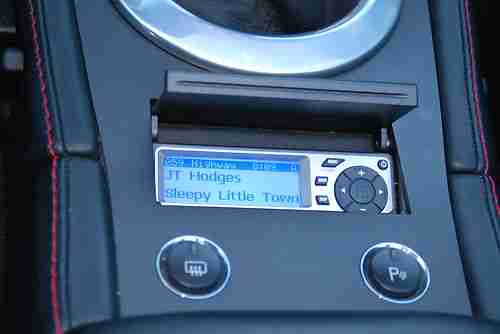 Highway
JT Hodges
Sleepy Little Town
P